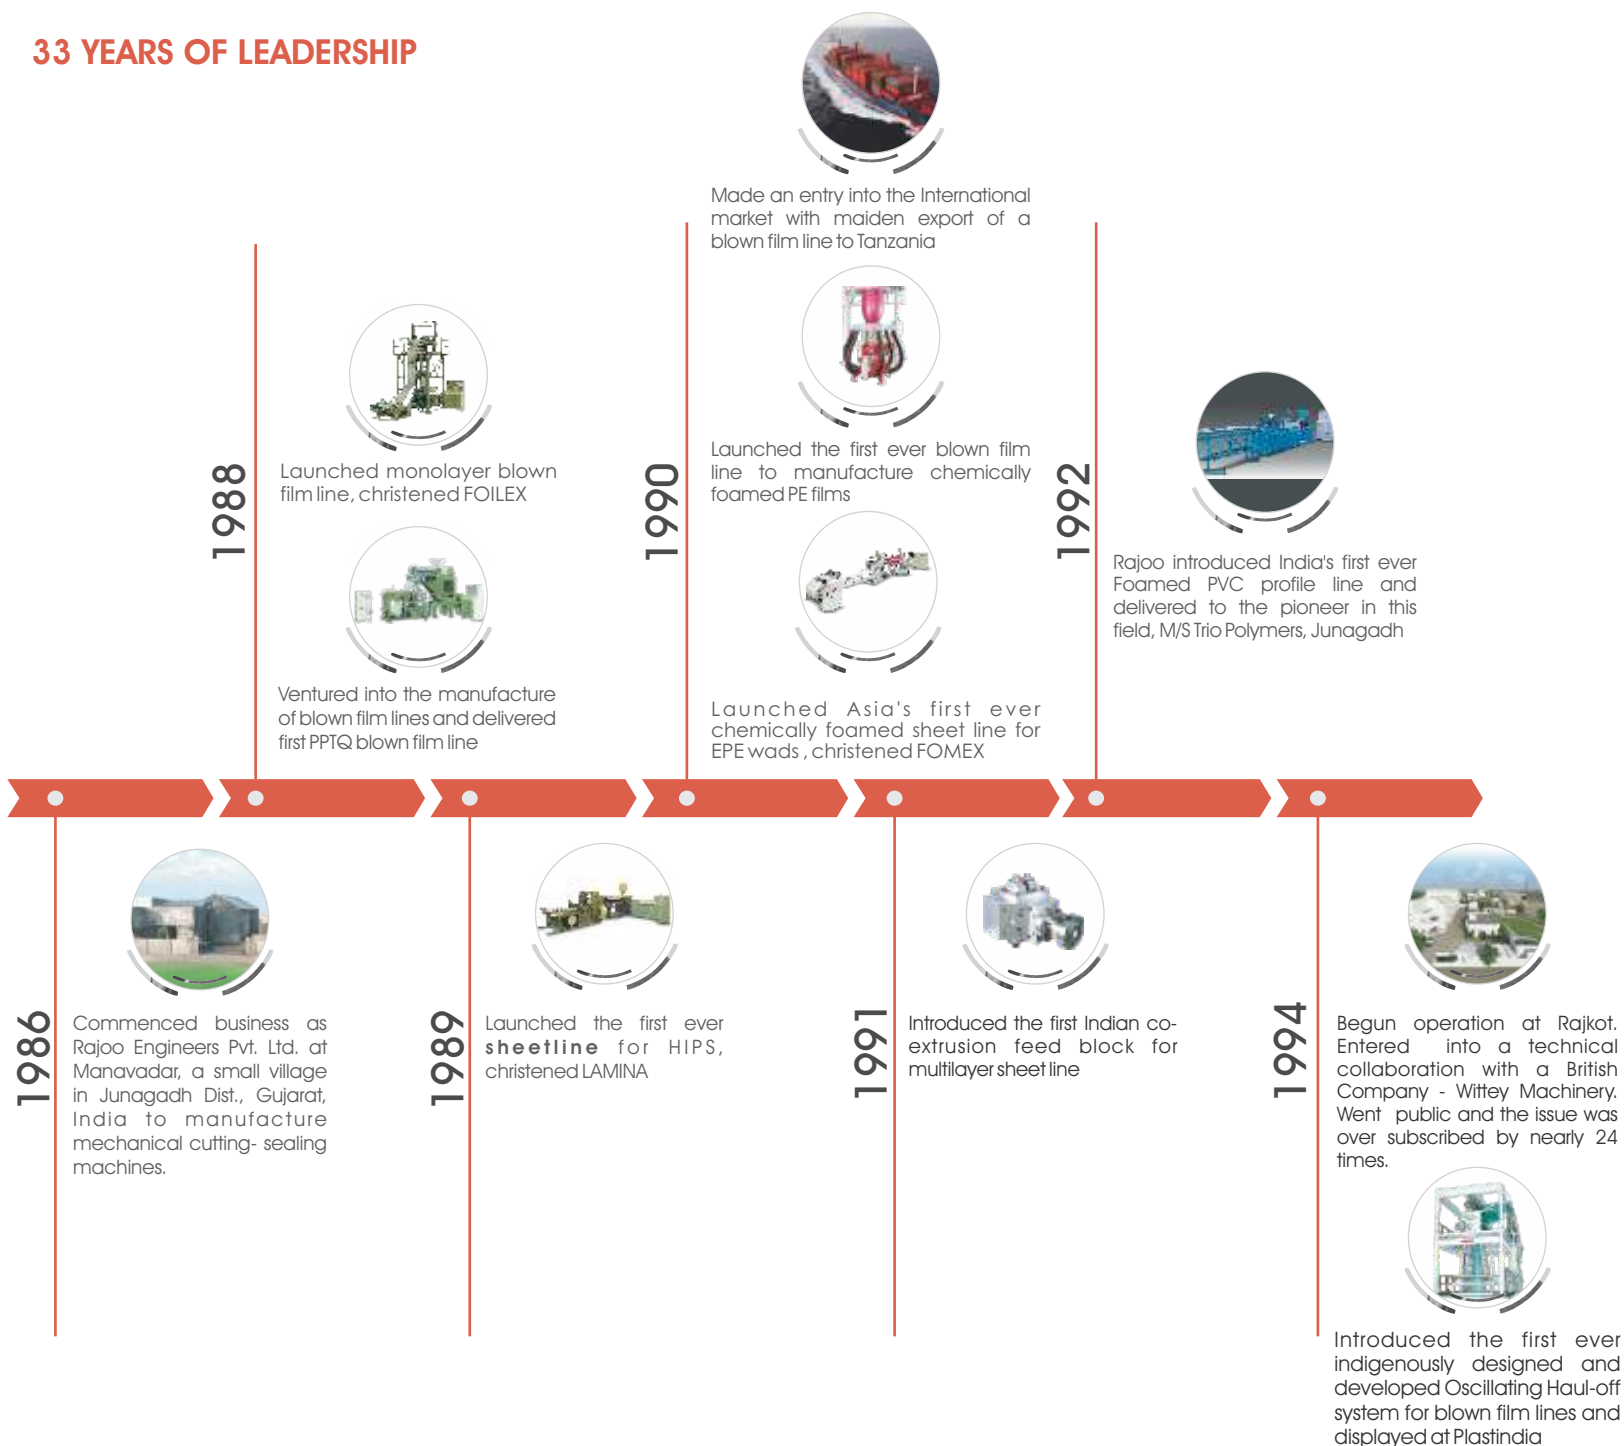 33 YEARS OF LEADERSHIP
Made an entry into the International
market with maiden export of a
blown film line to Tanzania
1988
Launched monolayer blown
film line, christened FOILEX
Ventured into the manufacture
of blown film lines and delivered
first PPTQ blown film line
1990
Launched the first ever blown film
line to manufacture chemically
foamed PE films
Launched Asia's first ever
chemically foamed sheet line for
EPE wads , christened FOMEX
1992
Rajoo introduced India's first ever
Foamed PVC profile line and
delivered to the pioneer in this
field, M/S Trio Polymers, Junagadh
1986
Commenced business as
Rajoo Engineers Pvt. Ltd. at
Manavadar, a small village
in Junagadh Dist., Gujarat,
India to manufacture
mechanical cutting- sealing
machines.
1989
Launched the first ever
sheetline for HIPS,
christened LAMINA
1991
Introduced the first Indian co-
extrusion feed block for
multilayer sheet line
1994
Begun operation at Rajkot.
Entered into a technical
collaboration with a British
Company - Wittey Machinery.
Went public and the issue was
over subscribed by nearly 24
times.
Introduced the first ever
indigenously designed and
developed Oscillating Haul-off
system for blown film lines and
displayed at Plastindia